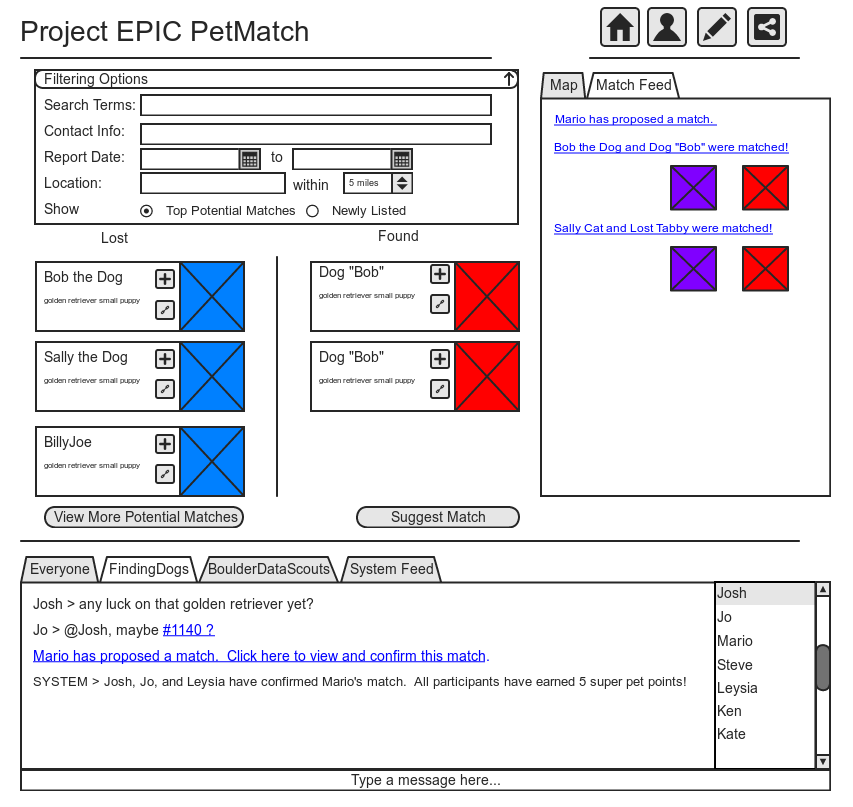 Project EPIC PetMatch
Filtering Options
Search Terms:
Contact Info:
Report Date: to
Location: within 5 miles
Show Top Potential Matches Newly Listed
Lost
Found
Bob the Dog
golden retriever small puppy
Sally the Dog
golden retriever small puppy
BillyJoe
golden retriever small puppy
Dog "Bob"
golden retriever small puppy
Dog "Bob"
golden retriever small puppy
View More Potential Matches
Suggest Match
Map Match Feed
Mario has proposed a match.
Bob the Dog and Dog "Bob" were matched!
Sally Cat and Lost Tabby were matched!
Everyone FindingDogs BoulderDataScouts System Feed
Josh > any luck on that golden retriever yet?
Jo > @Josh, maybe #1140 ?
Mario has proposed a match. Click here to view and confirm this match.
SYSTEM > Josh, Jo, and Leysia have confirmed Mario's match. All participants have earned 5 super pet points!
Josh
Jo
Mario
Steve
Leysia
Ken
Kate
Type a message here...